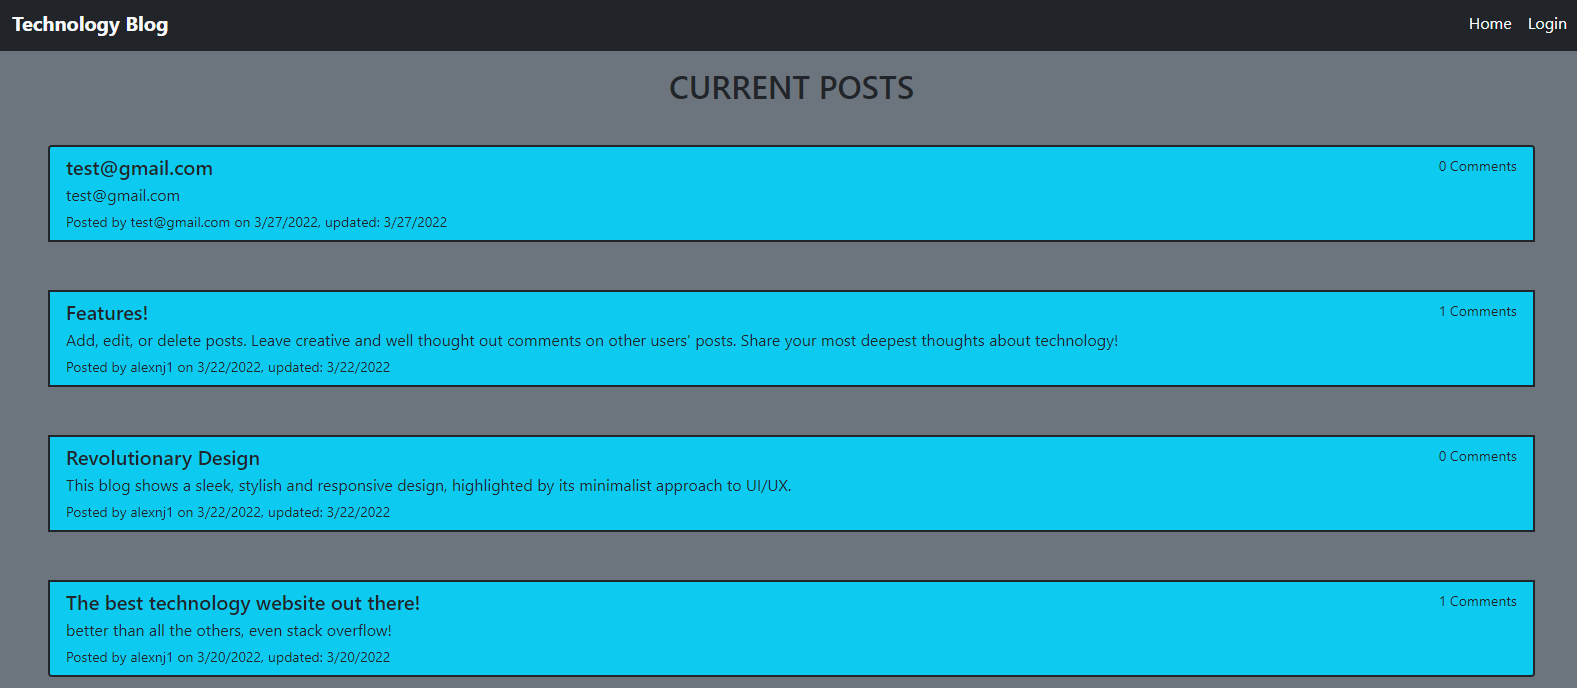 Technology Blog
Home
Login
CURRENT POSTS
test@gmail.com
0 Comments
test@gmail.com
Posted by test@gmail.com on 3/27/2022, updated: 3/27/2022
Features!
1 Comments
Add, edit, or delete posts. Leave creative and well thought out comments on other users' posts. Share your most deepest thoughts about technology!
Posted by alexnj1 on 3/22/2022, updated: 3/22/2022
Revolutionary Design
0 Comments
This blog shows a sleek, stylish and responsive design, highlighted by its minimalist approach to UI/UX.
Posted by alexnj1 on 3/22/2022, updated: 3/22/2022
The best technology website out there!
1 Comments
better than all the others, even stack overflow!
Posted by alexnj1 on 3/20/2022, updated: 3/20/2022